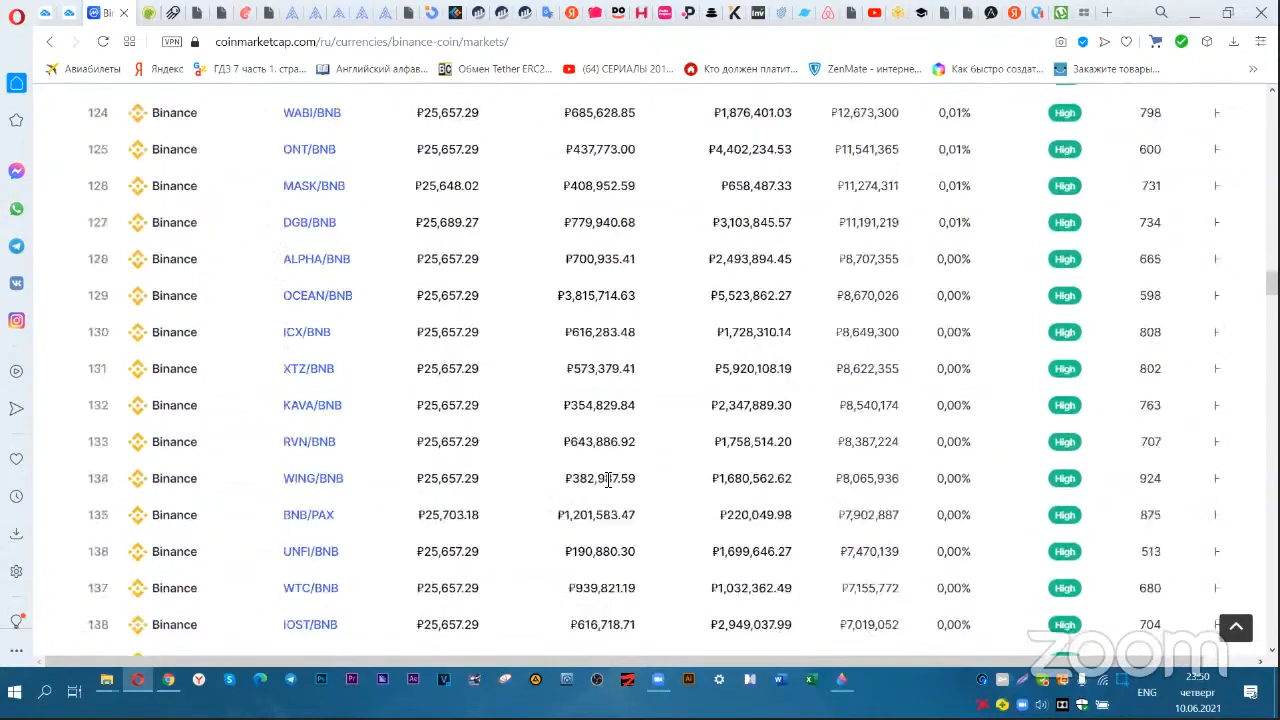 Bin
Inv
VPN
coinmarketcap.com/ru/currencies/binance-coin/markets/
Авиабилеты
Яндекс
ГДЗ 7 часть 1. стра...
Английский алфав...
Обмен Tether ERC2...
(64) СЕРИАЛЫ 201...
Кто должен платит...
ZenMate - интерне...
Как быстро создат...
Закажите товары...
124 Binance WABI/BNB ₽25,657.29 ₽685,628.85 ₽1,876,401.03 ₽12,673,300 0,01% High 798
125 Binance ONT/BNB ₽25,657.29 ₽437,773.00 ₽4,402,234.53 ₽11,541,365 0,01% High 600
126 Binance MASK/BNB ₽25,648.02 ₽408,952.59 ₽658,487.33 ₽11,274,311 0,01% High 731
127 Binance DGB/BNB ₽25,689.27 ₽779,940.68 ₽3,103,845.57 ₽11,191,219 0,01% High 734
128 Binance ALPHA/BNB ₽25,657.29 ₽700,935.41 ₽2,493,894.45 ₽8,707,355 0,00% High 665
129 Binance OCEAN/BNB ₽25,657.29 ₽3,815,714.63 ₽5,523,862.27 ₽8,670,026 0,00% High 598
130 Binance ICX/BNB ₽25,657.29 ₽616,283.48 ₽1,728,310.14 ₽8,649,300 0,00% High 808
131 Binance XTZ/BNB ₽25,657.29 ₽573,379.41 ₽5,920,108.19 ₽8,622,355 0,00% High 802
132 Binance KAVA/BNB ₽25,657.29 ₽354,829.84 ₽2,347,889.30 ₽8,540,174 0,00% High 763
133 Binance RVN/BNB ₽25,657.29 ₽643,886.92 ₽1,758,514.20 ₽8,387,224 0,00% High 707
134 Binance WING/BNB ₽25,657.29 ₽1,680,562.62 ₽8,065,936 0,00% High 924
135 Binance BNB/PAX ₽25,703.18 ₽1,201,583.47 ₽220,049.98 ₽7,902,887 0,00% High 875
136 Binance UNFI/BNB ₽25,657.29 ₽190,880.30 ₽1,699,646.27 ₽7,470,139 0,00% High 513
137 Binance WTC/BNB ₽25,657.29 ₽939,821.19 ₽1,032,362.49 ₽7,155,772 0,00% High 680
138 Binance IOST/BNB ₽25,657.29 ₽616,718.71 ₽2,949,037.99 ₽7,019,052 0,00% High 704
zoom
23:50
ENG
четверг
10.06.2021